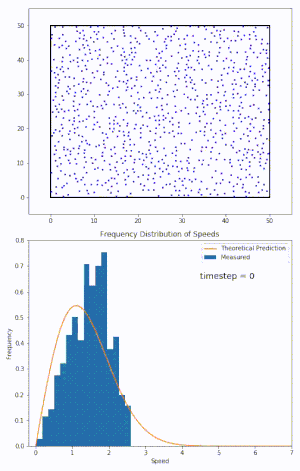 50
40
30
20
10
0
0 10 20 30 40 50
Frequency Distribution of Speeds
0.8
Theoretical Prediction
Measured
0.7
timestep = 0
0.6
0.5
0.4
0.3
0.2
0.1
0.0
Frequency
0 1 2 3 4 5 6 7
Speed